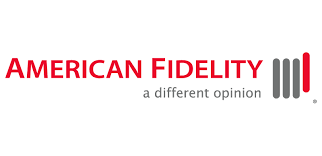 AMERICAN FIDELITY
a different opinion
®